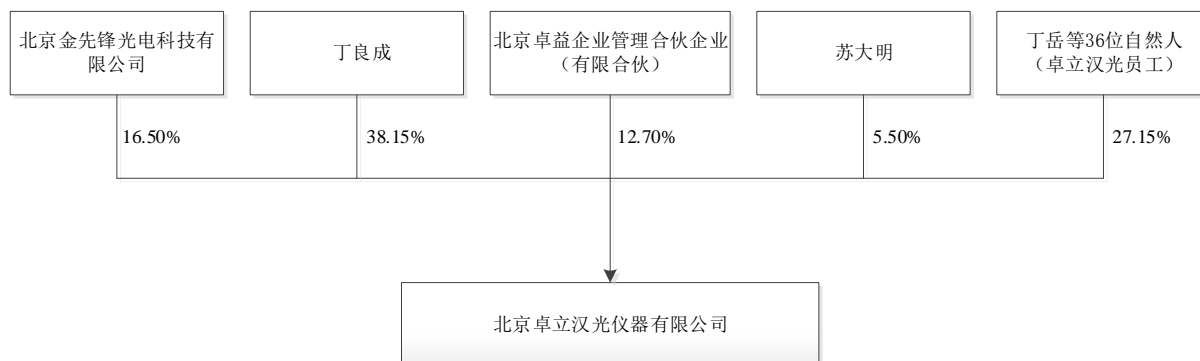 北京金先锋光电科技有
限公司
丁良成
北京卓益企业管理合伙企业
（有限合伙）
苏大明
丁岳等36位自然人
（卓立汉光员工）
16.50%
38.15%
12.70%
5.50%
27.15%
北京卓立汉光仪器有限公司